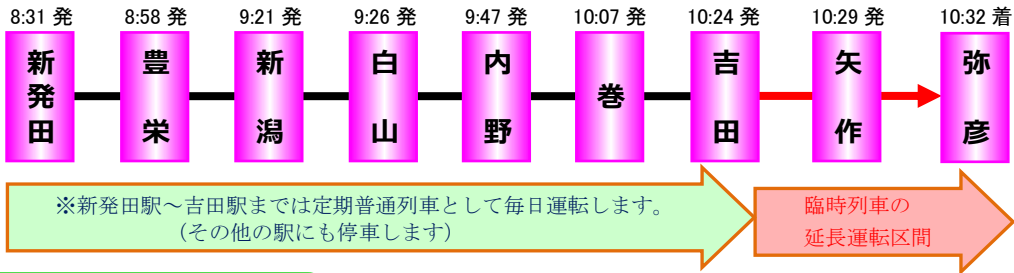 8:31 発 8:58 発 9:21 発 9:26 発 9:47 発 10:07 発 10:24 発 10:29 発 10:32 着
新発田 豊栄 新潟 白山 内野 巻 吉田 矢作 弥彦
※新発田駅～吉田駅までは定期普通列車として毎日運転します。
（その他の駅にも停車します）
臨時列車の
延長運転区間